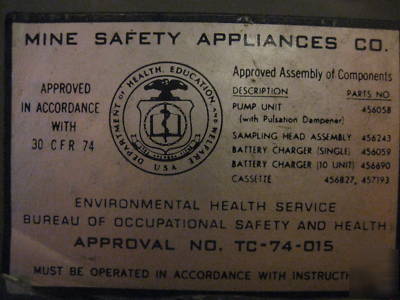 MINE SAFETY APPLIANCES CO.
APPROVED
IN ACCORDANCE
WITH
30 CFR 74
DEPARTMENT OF HEALTH, EDUCATION, AND WELFARE
USA
Approved Assembly of Components
DESCRIPTION PARTS NO.
PUMP UNIT 456058
(with Pulsation Dampener)
SAMPLING HEAD ASSEMBLY 456243
BATTERY CHARGER (SINGLE) 456059
BATTERY CHARGER (10 UNIT) 456690
CASSETTE 456827, 457193
ENVIRONMENTAL HEALTH SERVICE
BUREAU OF OCCUPATIONAL SAFETY AND HEALTH
APPROVAL NO. TC-74-015
MUST BE OPERATED IN ACCORDANCE WITH INSTRUCT